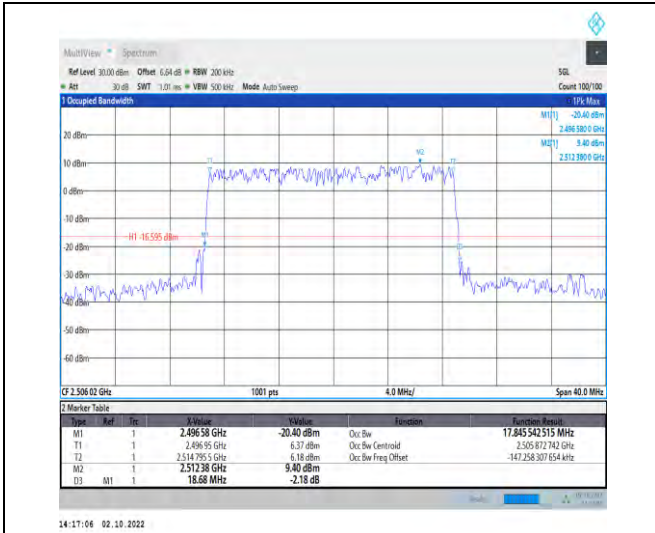 MultiView Spectrum
Ref Level 30.00 dBm Offset 6.64 dB RBW 200 kHz SGL
Att 30 dB SWT 1.01 ms VBW 500 kHz Mode Auto Sweep Count 100/100
1 Occupied Bandwidth 1Pk Max
M1[1] -20.40 dBm
2.496 580 0 GHz
M2[1] 9.40 dBm
2.512 380 0 GHz
20 dBm
M2
10 dBm
T1 T2
0 dBm
-10 dBm
H1 -16.595 dBm
M1
-20 dBm
-30 dBm
-40 dBm
-50 dBm
-60 dBm
CF 2.506 02 GHz 1001 pts 4.0 MHz/ Span 40.0 MHz
2 Marker Table
Type Ref Trc X-Value Y-Value Function Function Result
M1 1 2.496 58 GHz -20.40 dBm Occ Bw 17.845 542 515 MHz
T1 1 2.496 95 GHz 6.37 dBm Occ Bw Centroid 2.505 872 742 GHz
T2 1 2.514 795 5 GHz 6.18 dBm Occ Bw Freq Offset -147.258 307 654 kHz
M2 1 2.512 38 GHz 9.40 dBm
D3 M1 1 18.68 MHz -2.18 dB
14:17:06 02.10.2022